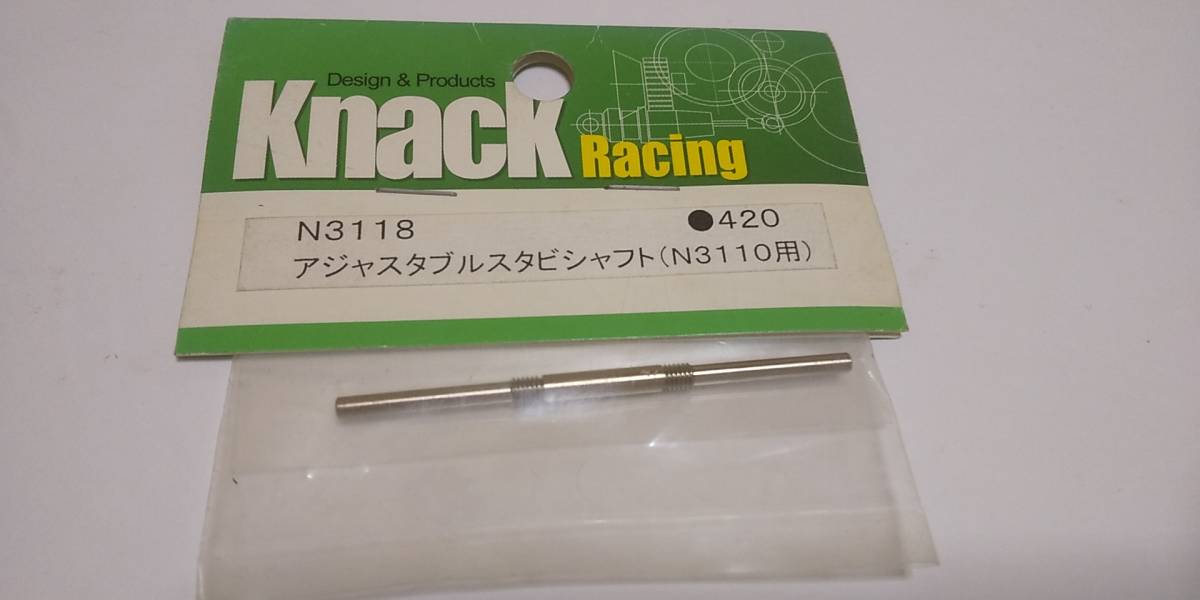 Design & Products
Knack Racing
N3118 ●420
アジャスタブルスタビシャフト(N3110用)